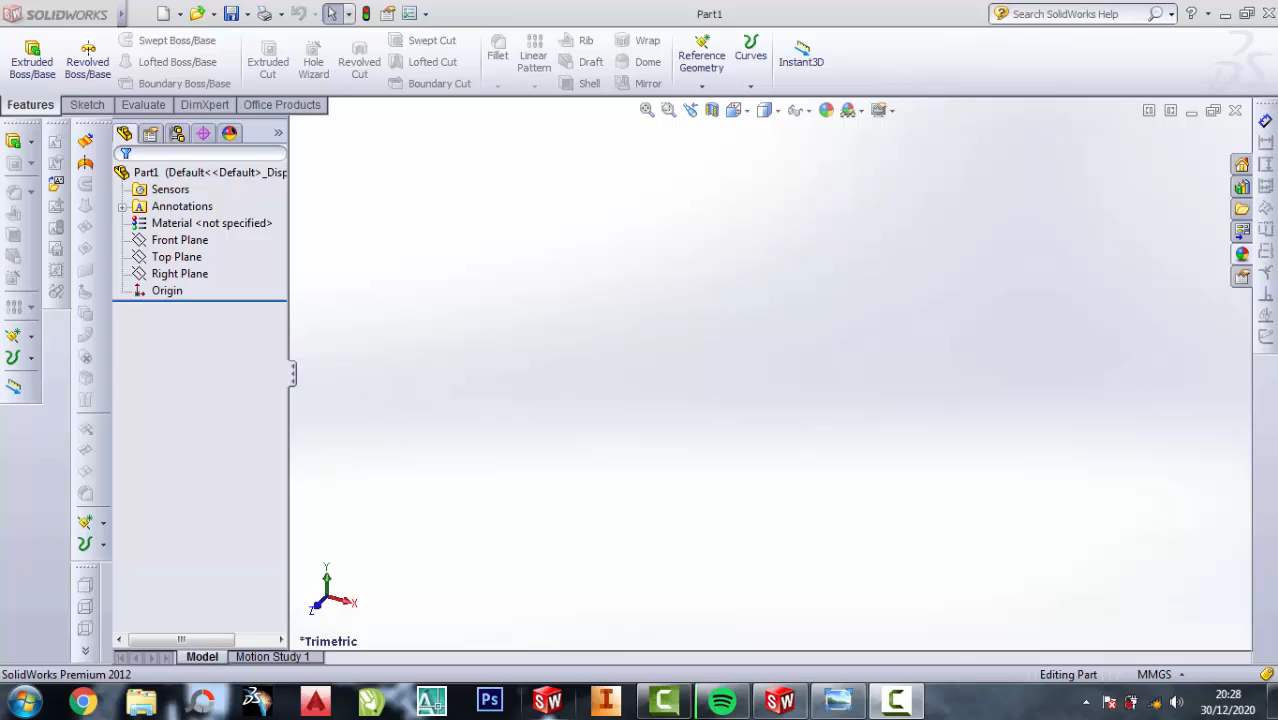 SOLIDWORKS
Part1
Search SolidWorks Help
Extruded Boss/Base
Revolved Boss/Base
Swept Boss/Base
Lofted Boss/Base
Boundary Boss/Base
Extruded Cut
Hole Wizard
Revolved Cut
Swept Cut
Lofted Cut
Boundary Cut
Fillet
Linear Pattern
Rib
Draft
Shell
Wrap
Dome
Mirror
Reference Geometry
Curves
Instant3D
Features
Sketch
Evaluate
DimXpert
Office Products
Part1 (Default<<Default>_Disp
Sensors
Annotations
Material <not specified>
Front Plane
Top Plane
Right Plane
Origin
Y
X
Z
*Trimetric
Model
Motion Study 1
SolidWorks Premium 2012
Editing Part
MMGS
20:28
30/12/2020